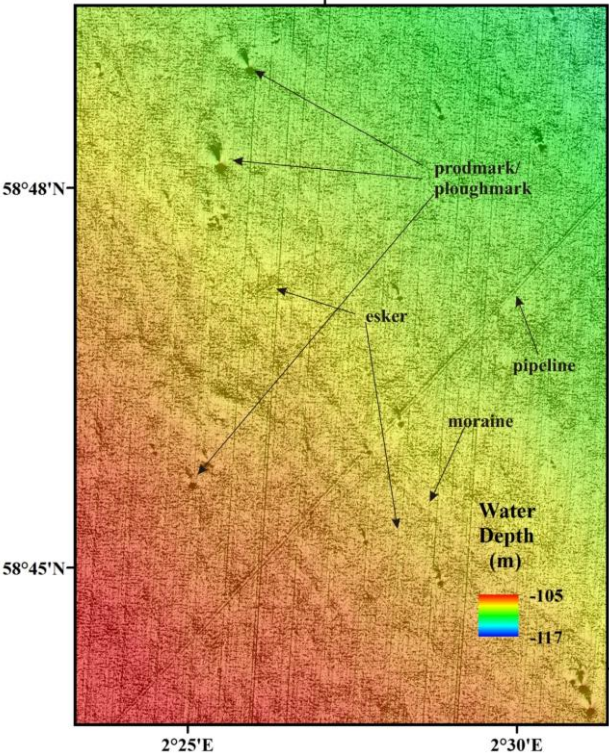 prodmark/
ploughmark
58°48'N
esker
pipeline
moraine
Water
Depth
(m)
58°45'N
-105
-117
2°25'E
2°30'E